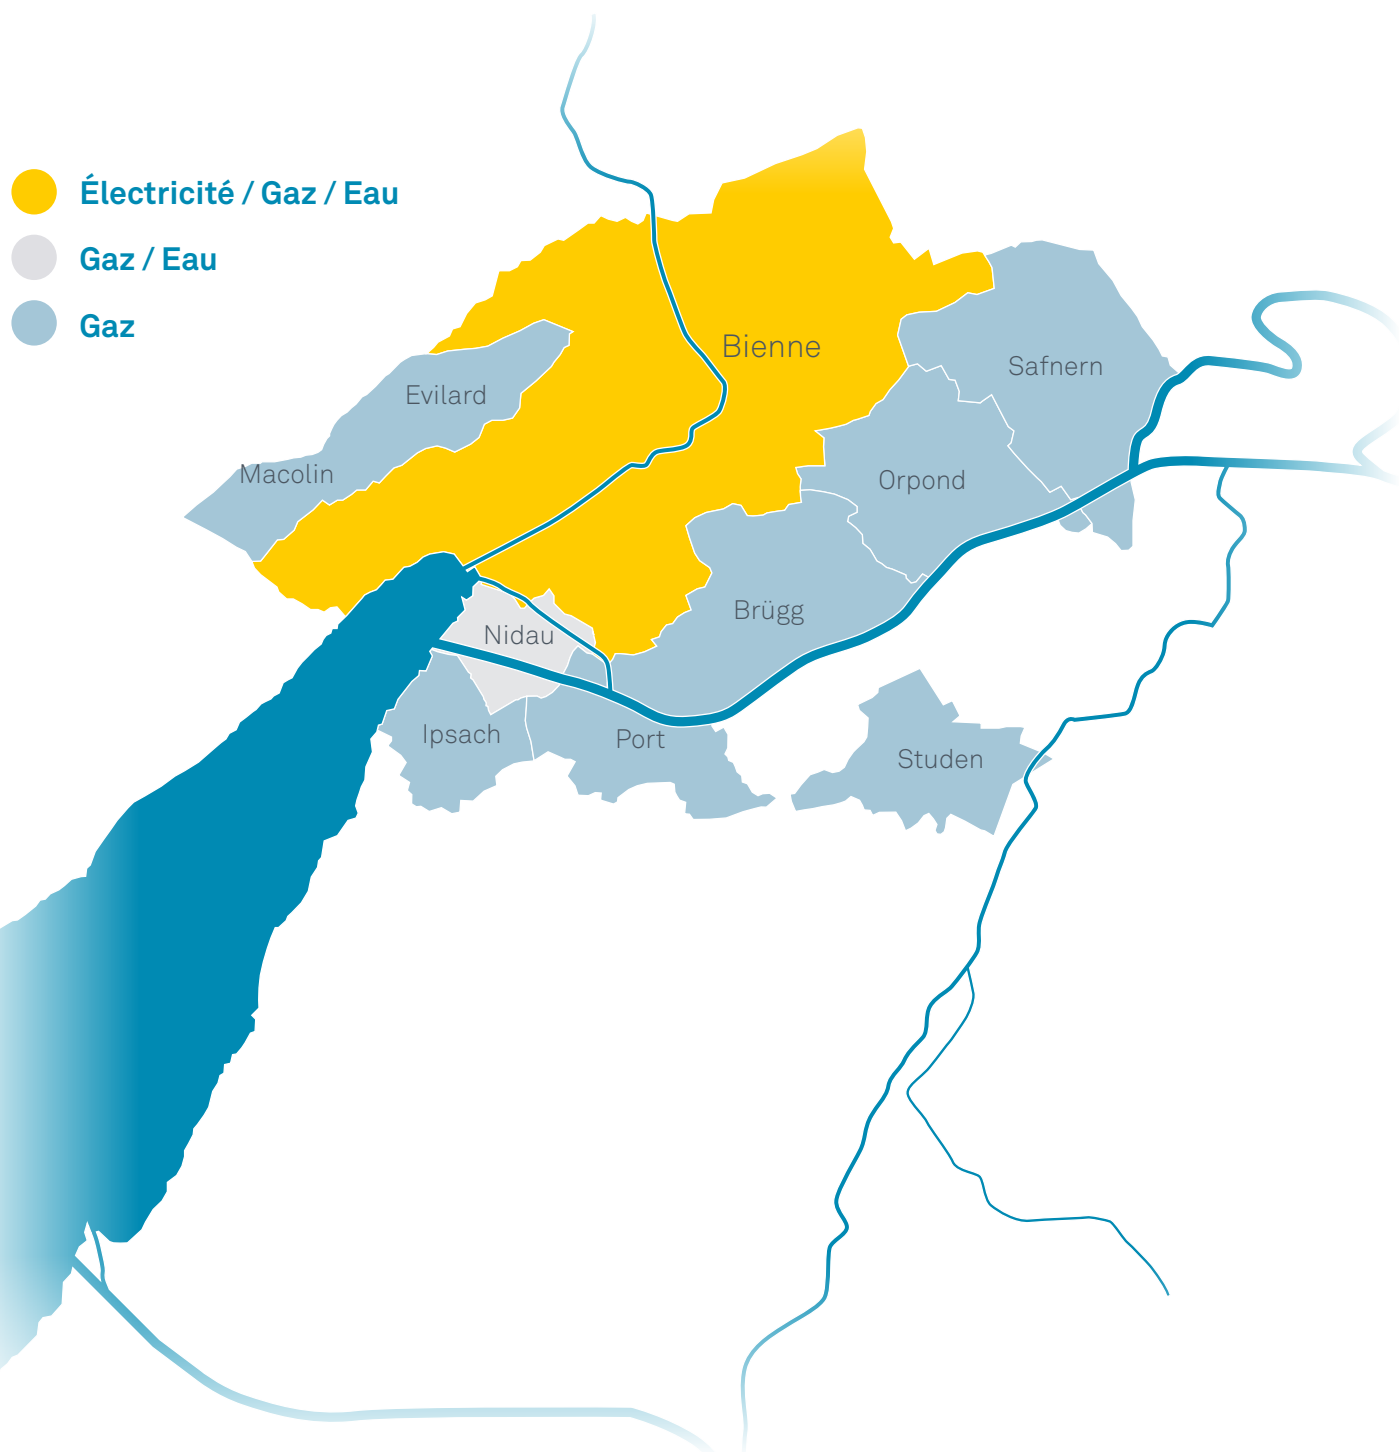 Électricité / Gaz / Eau
Gaz / Eau
Gaz
Bienne
Safnern
Evilard
Macolin
Orpond
Brügg
Nidau
Ipsach
Port
Studen